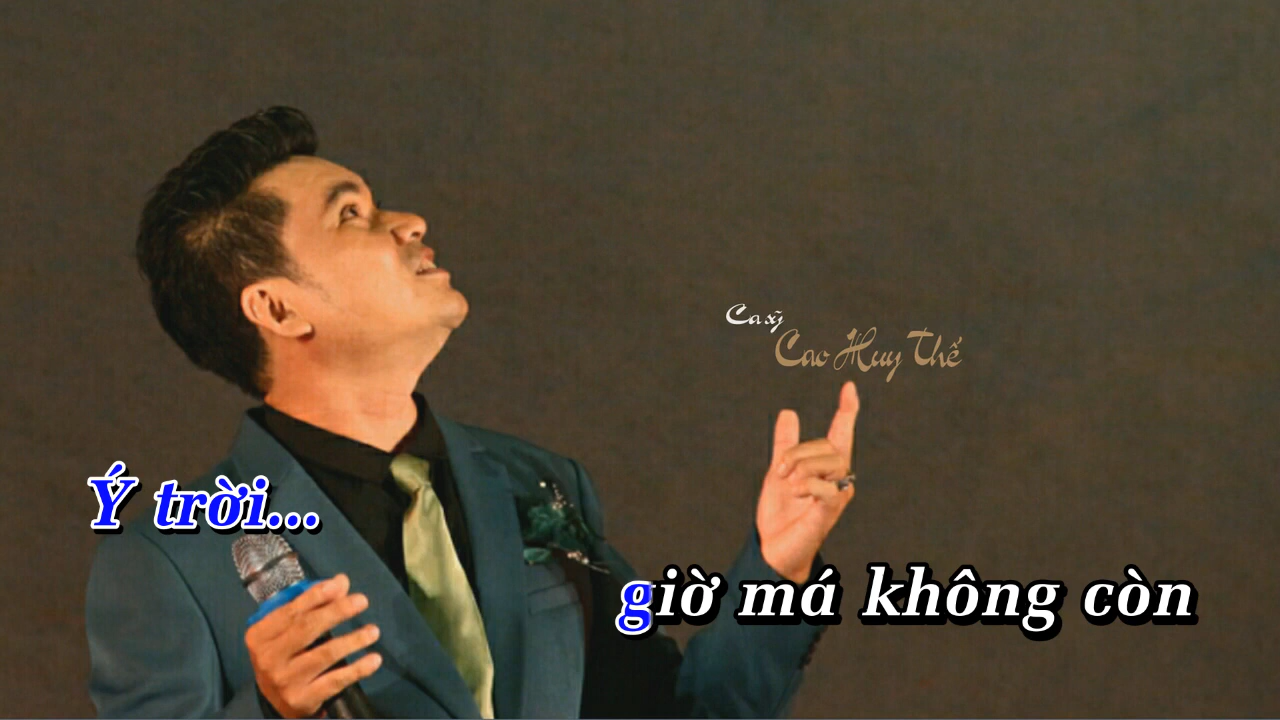 Ca sỹ
Cao Huy Thế
Ý trời...
giờ má không còn